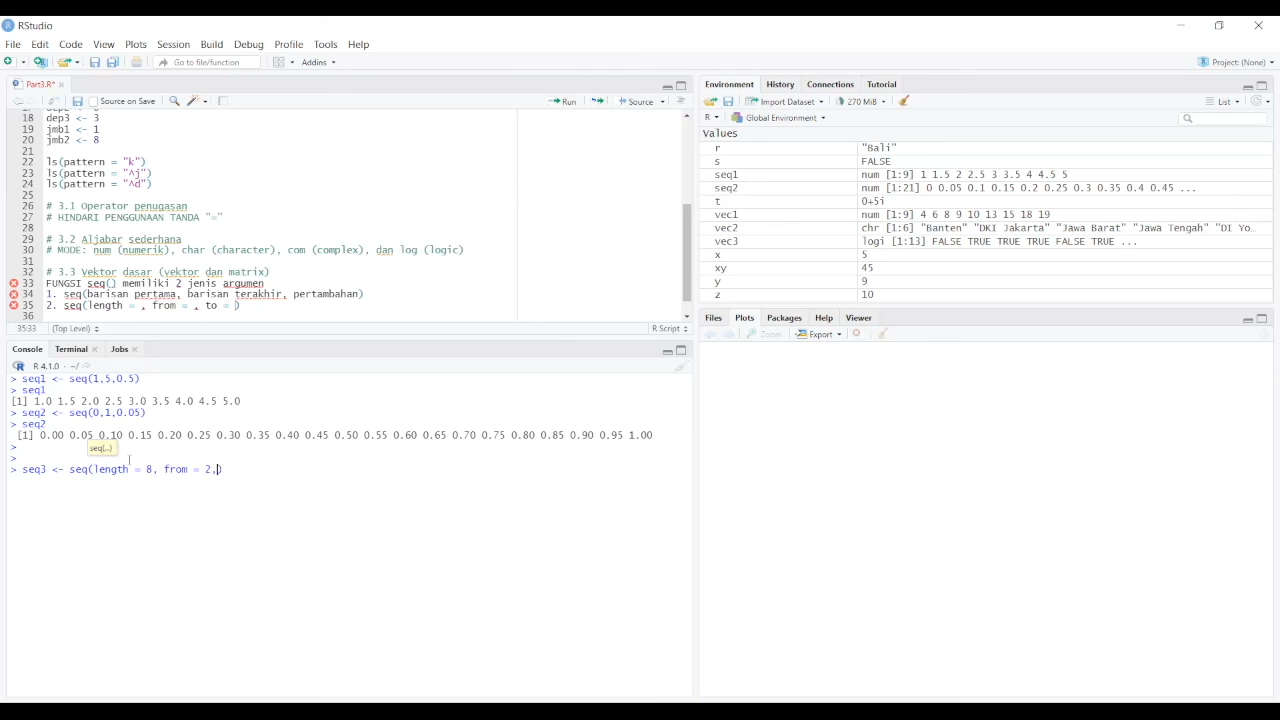 RStudio
File Edit Code View Plots Session Build Debug Profile Tools Help
Go to file/function Addins Project: (None)
Part3.R*
Source on Save Run Source
18 dep3 <- 3
19 jmb1 <- 1
20 jmb2 <- 8
21
22 ls(pattern = "k")
23 ls(pattern = "^j")
24 ls(pattern = "^d")
25
26 # 3.1 Operator penugasan
27 # HINDARI PENGGUNAAN TANDA "="
28
29 # 3.2 Aljabar sederhana
30 # MODE: num (numerik), char (character), com (complex), dan log (logic)
31
32 # 3.3 Vektor dasar (vektor dan matrix)
33 FUNGSI seq() memiliki 2 jenis argumen
34 1. seq(barisan pertama, barisan terakhir, pertambahan)
35 2. seq(length = , from = , to = )
36
35:33 (Top Level) R Script
Console Terminal Jobs
R 4.1.0 · ~/
> seq1 <- seq(1,5,0.5)
> seq1
[1] 1.0 1.5 2.0 2.5 3.0 3.5 4.0 4.5 5.0
> seq2 <- seq(0,1,0.05)
> seq2
[1] 0.00 0.05 0.10 0.15 0.20 0.25 0.30 0.35 0.40 0.45 0.50 0.55 0.60 0.65 0.70 0.75 0.80 0.85 0.90 0.95 1.00
>
seq(..)
>
> seq3 <- seq(length = 8, from = 2,)
Environment History Connections Tutorial
Import Dataset 270 MiB List
R Global Environment
Values
r "Bali"
s FALSE
seq1 num [1:9] 1 1.5 2 2.5 3 3.5 4 4.5 5
seq2 num [1:21] 0 0.05 0.1 0.15 0.2 0.25 0.3 0.35 0.4 0.45 ...
t 0+5i
vec1 num [1:9] 4 6 8 9 10 13 15 18 19
vec2 chr [1:6] "Banten" "DKI Jakarta" "Jawa Barat" "Jawa Tengah" "DI Yo…
vec3 logi [1:13] FALSE TRUE TRUE TRUE FALSE TRUE ...
x 5
xy 45
y 9
z 10
Files Plots Packages Help Viewer
Zoom Export